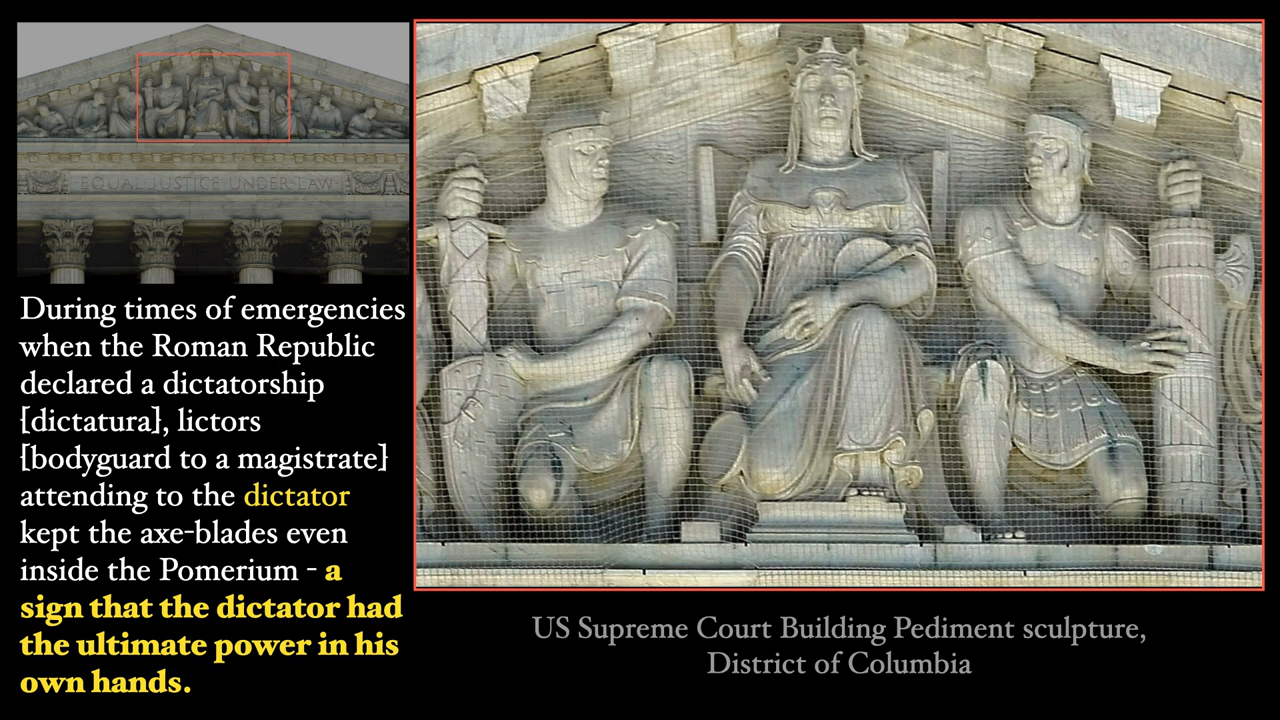 EQUAL JUSTICE UNDER LAW
During times of emergencies
when the Roman Republic
declared a dictatorship
[dictatura], lictors
[bodyguard to a magistrate]
attending to the dictator
kept the axe-blades even
inside the Pomerium - a
sign that the dictator had
the ultimate power in his
own hands.
US Supreme Court Building Pediment sculpture,
District of Columbia